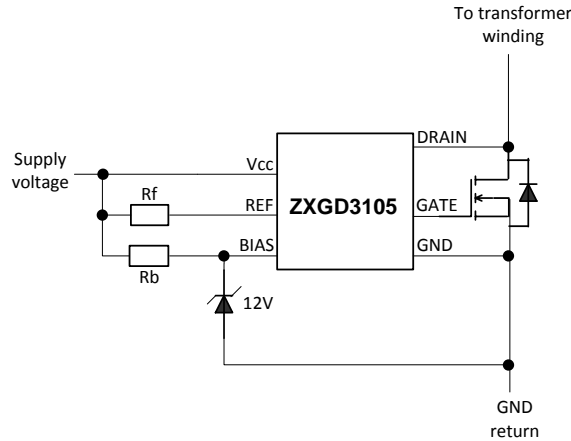 To transformer
winding
DRAIN
Supply
voltage
Vcc
Rf
REF
ZXGD3105
GATE
BIAS
GND
Rb
12V
GND
return